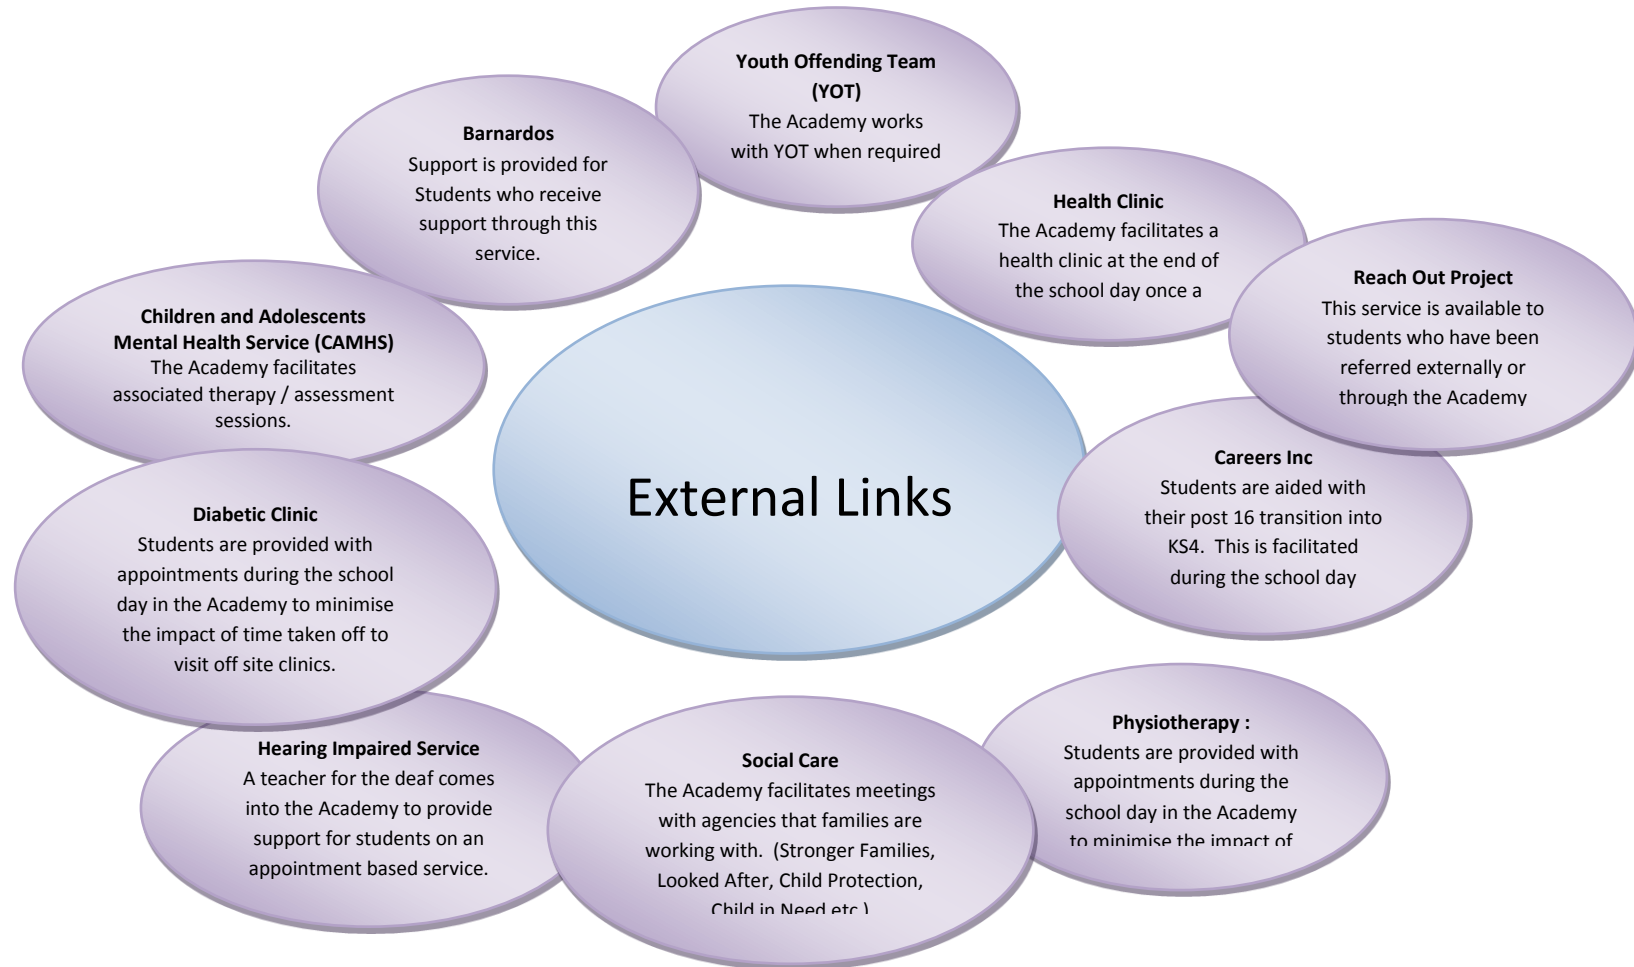 Youth Offending Team
(YOT)
The Academy works
with YOT when required
Barnardos
Support is provided for
Students who receive
support through this
service.
Health Clinic
The Academy facilitates a
health clinic at the end of
the school day once a
Reach Out Project
This service is available to
students who have been
referred externally or
through the Academy
Children and Adolescents
Mental Health Service (CAMHS)
The Academy facilitates
associated therapy / assessment
sessions.
External Links
Careers Inc
Students are aided with
their post 16 transition into
KS4.  This is facilitated
during the school day
Diabetic Clinic
Students are provided with
appointments during the school
day in the Academy to minimise
the impact of time taken off to
visit off site clinics.
Physiotherapy :
Students are provided with
appointments during the
school day in the Academy
to minimise the impact of
Hearing Impaired Service
A teacher for the deaf comes
into the Academy to provide
support for students on an
appointment based service.
Social Care
The Academy facilitates meetings
with agencies that families are
working with.  (Stronger Families,
Looked After, Child Protection,
Child in Need etc.)